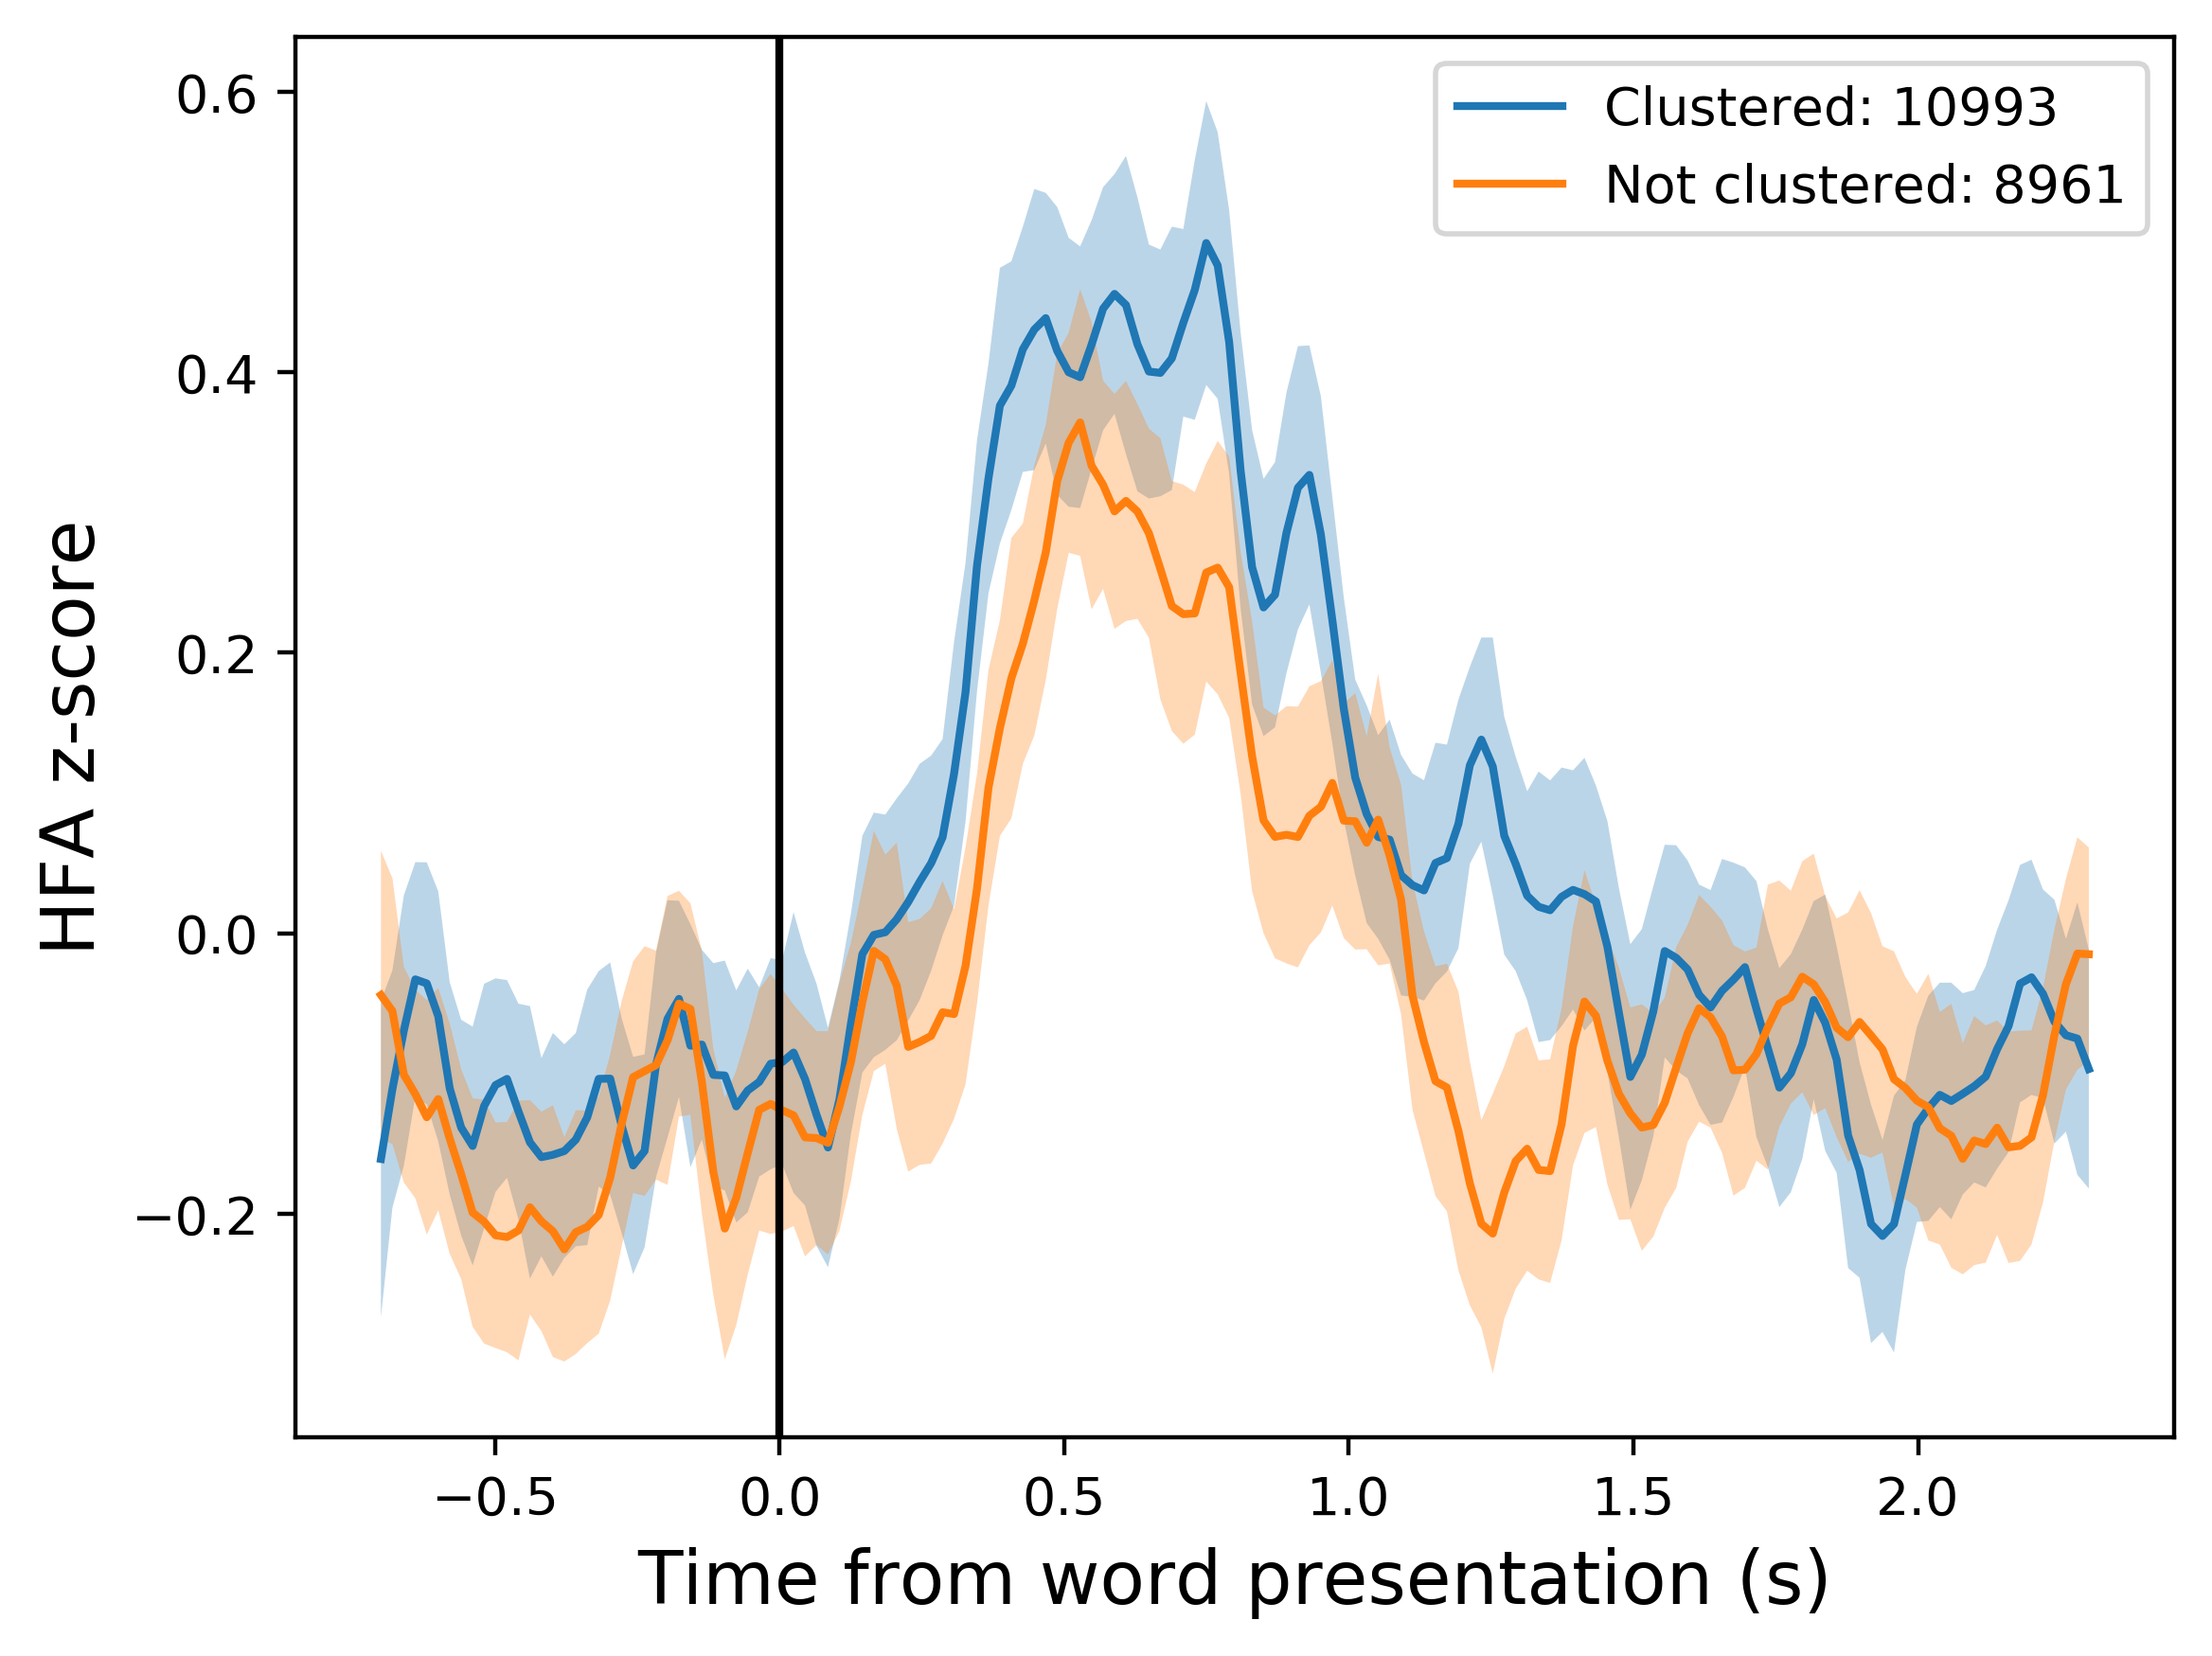 Clustered: 10993
Not clustered: 8961
0.6
0.4
0.2
0.0
−0.2
HFA z-score
−0.5
0.0
0.5
1.0
1.5
2.0
Time from word presentation (s)